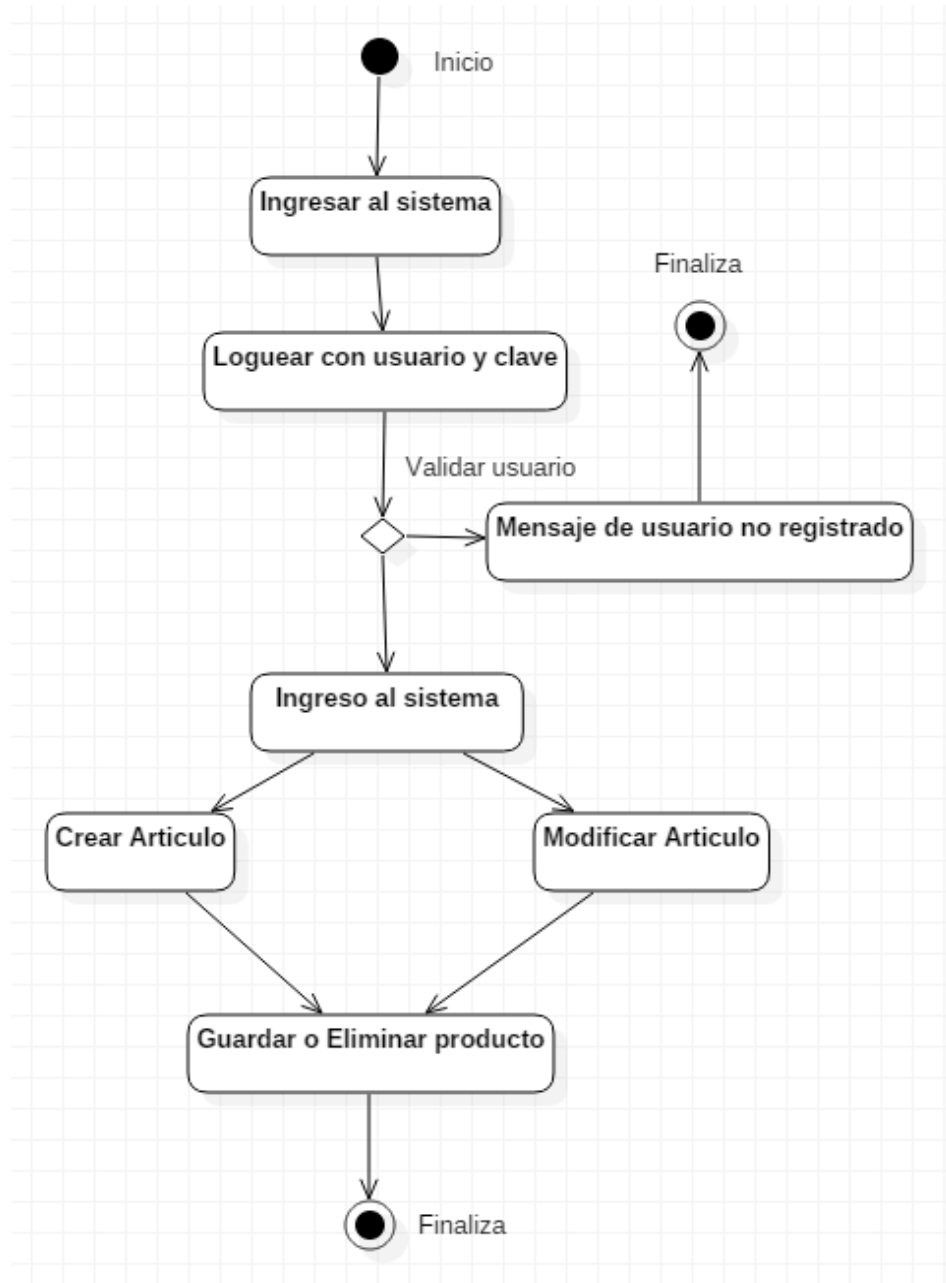 Inicio
Ingresar al sistema
Finaliza
Loguear con usuario y clave
Validar usuario
Mensaje de usuario no registrado
Ingreso al sistema
Crear Articulo
Modificar Articulo
Guardar o Eliminar producto
Finaliza